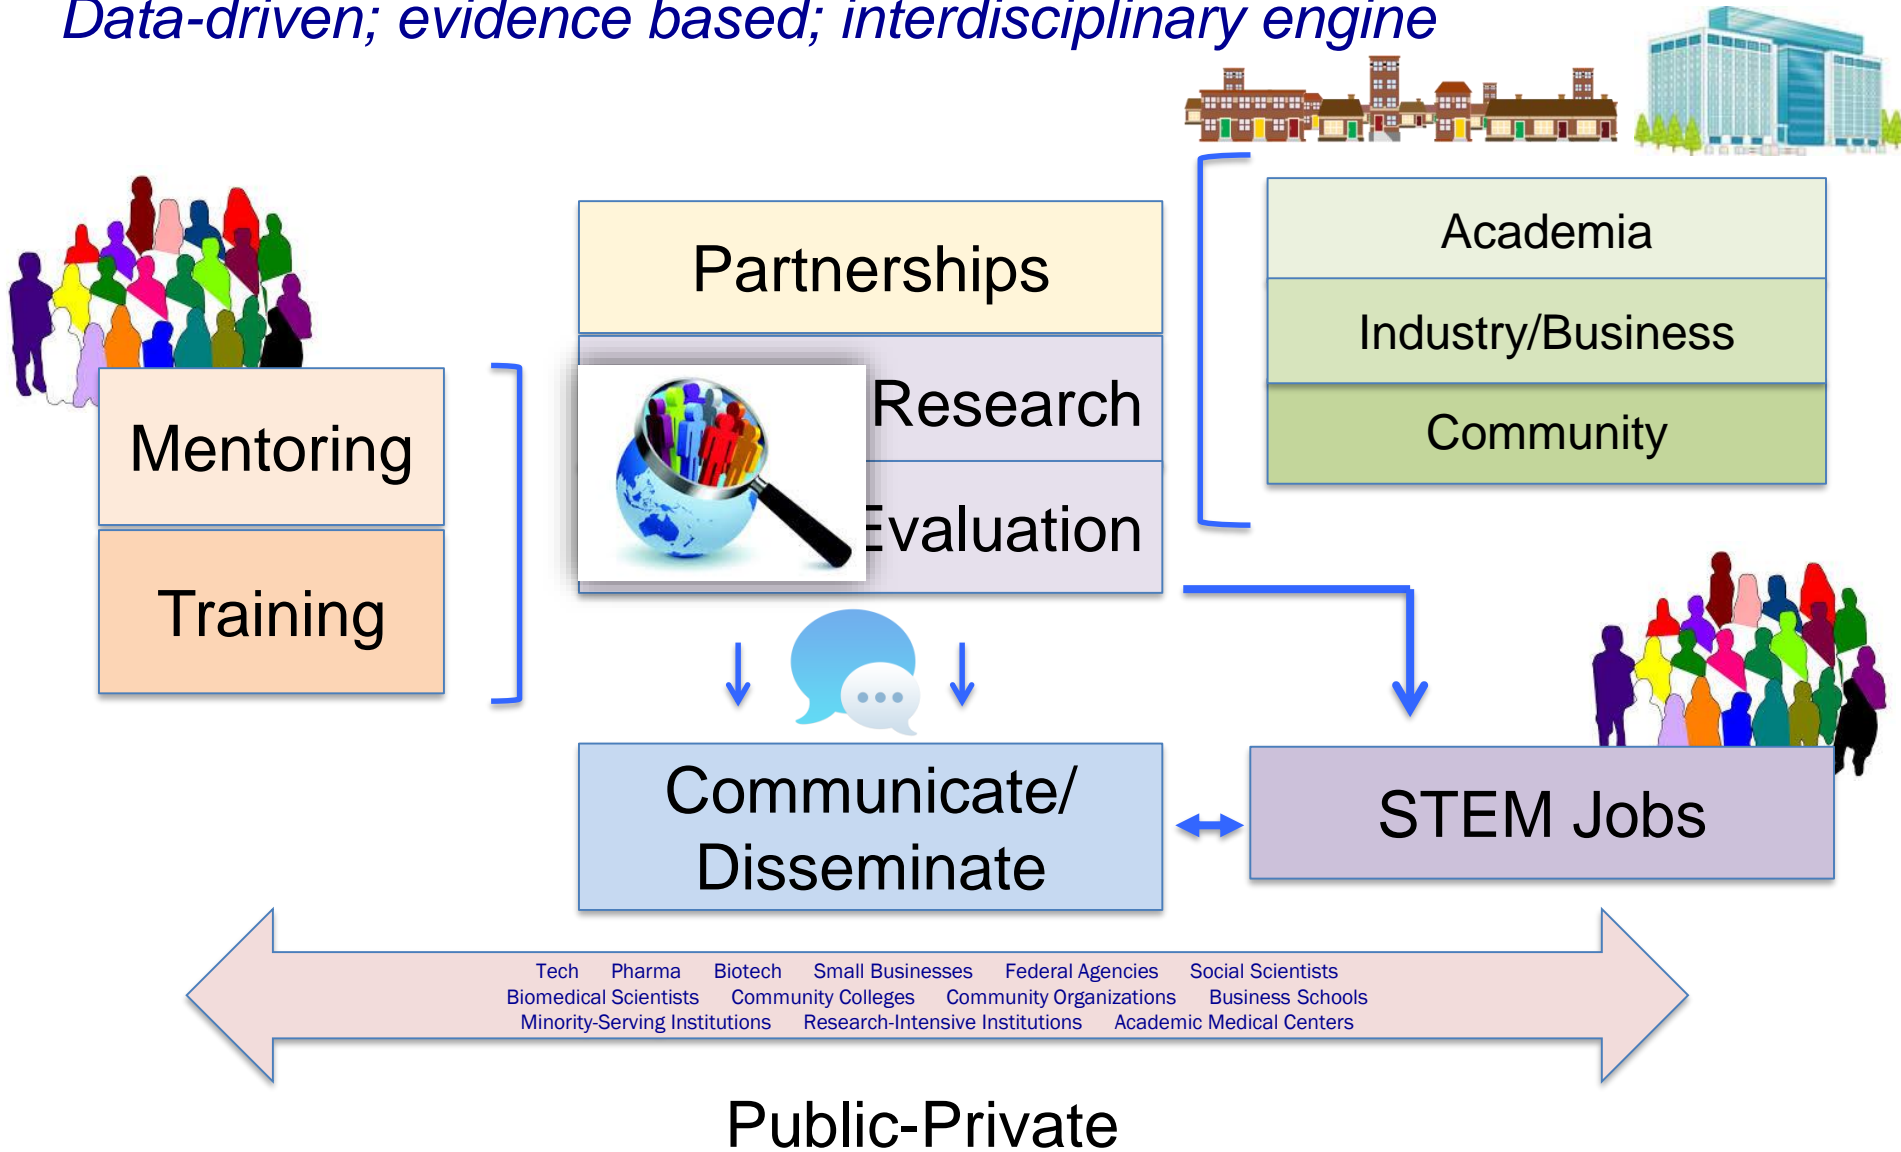 Data-driven; evidence based; interdisciplinary engine
Partnerships
Research
Evaluation
Academia
Industry/Business
Community
Mentoring
Training
Communicate/
Disseminate
STEM Jobs
Tech Pharma Biotech Small Businesses Federal Agencies Social Scientists
Biomedical Scientists Community Colleges Community Organizations Business Schools
Minority-Serving Institutions Research-Intensive Institutions Academic Medical Centers
Public-Private